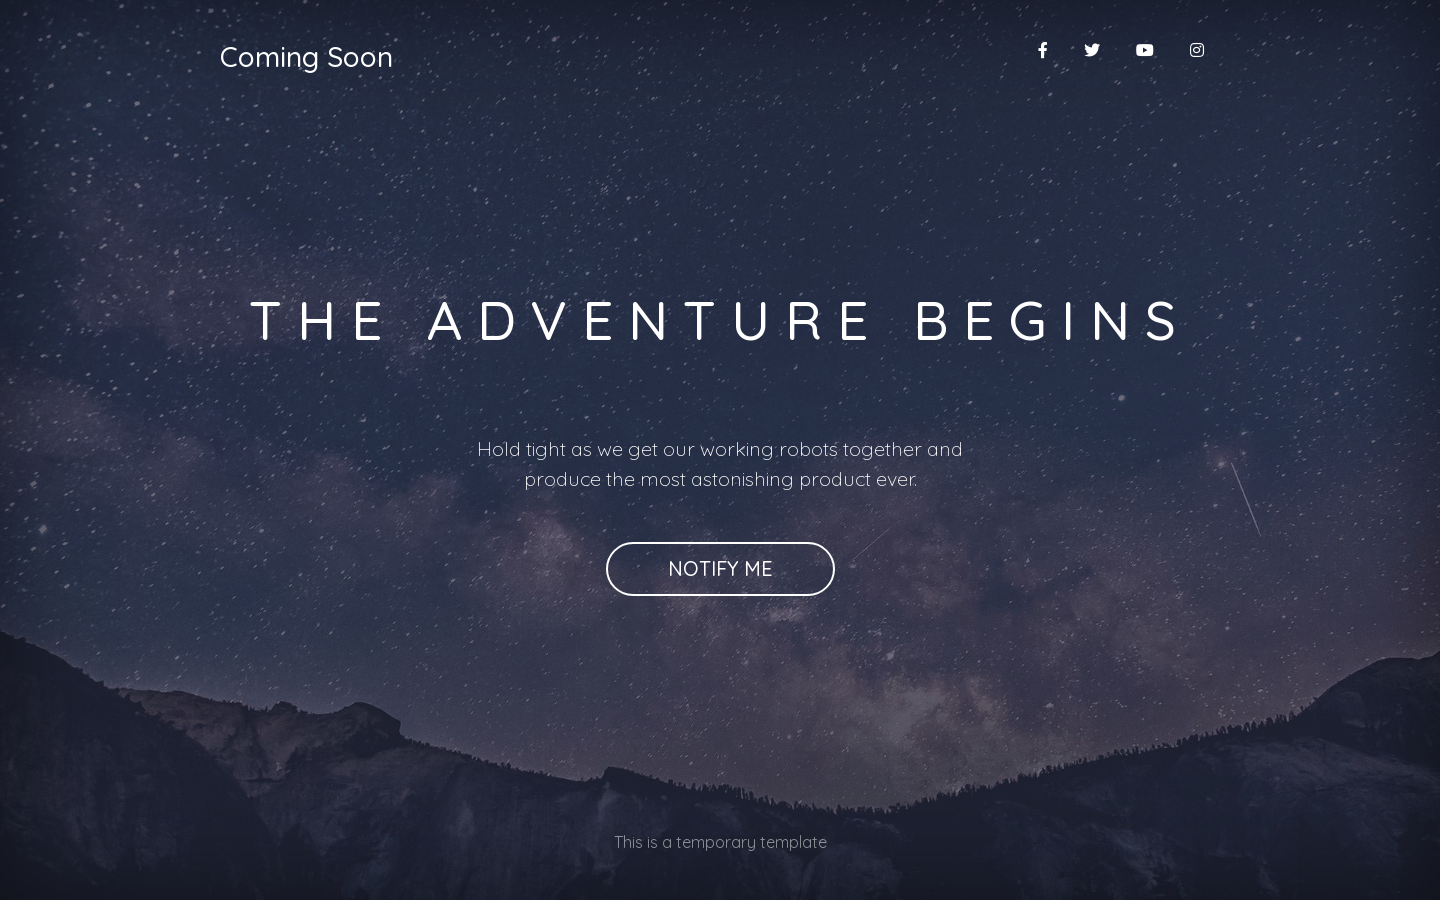 Coming Soon
THE ADVENTURE BEGINS
Hold tight as we get our working robots together and
produce the most astonishing product ever.
NOTIFY ME
This is a temporary template